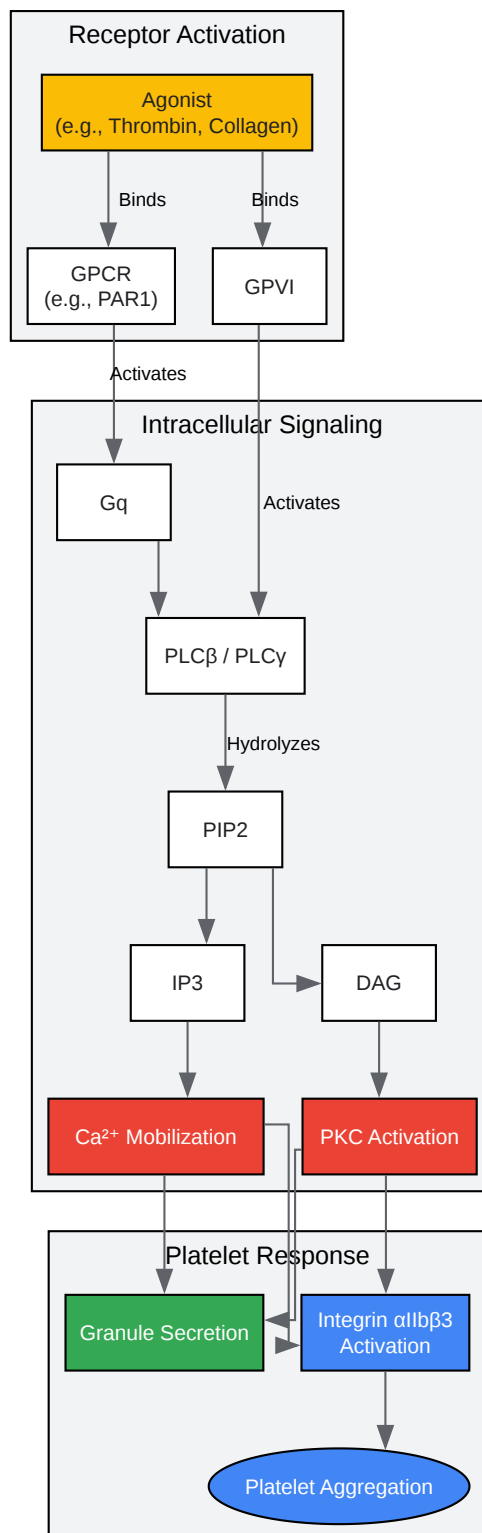 Receptor Activation
Agonist
(e.g., Thrombin, Collagen)
Binds
Binds
GPCR
(e.g., PAR1)
GPVI
Activates
Intracellular Signaling
Gq
Activates
PLCβ / PLCγ
Hydrolyzes
PIP2
IP3
DAG
Ca²⁺ Mobilization
PKC Activation
Platelet Response
Granule Secretion
Integrin αIIbβ3
Activation
Platelet Aggregation